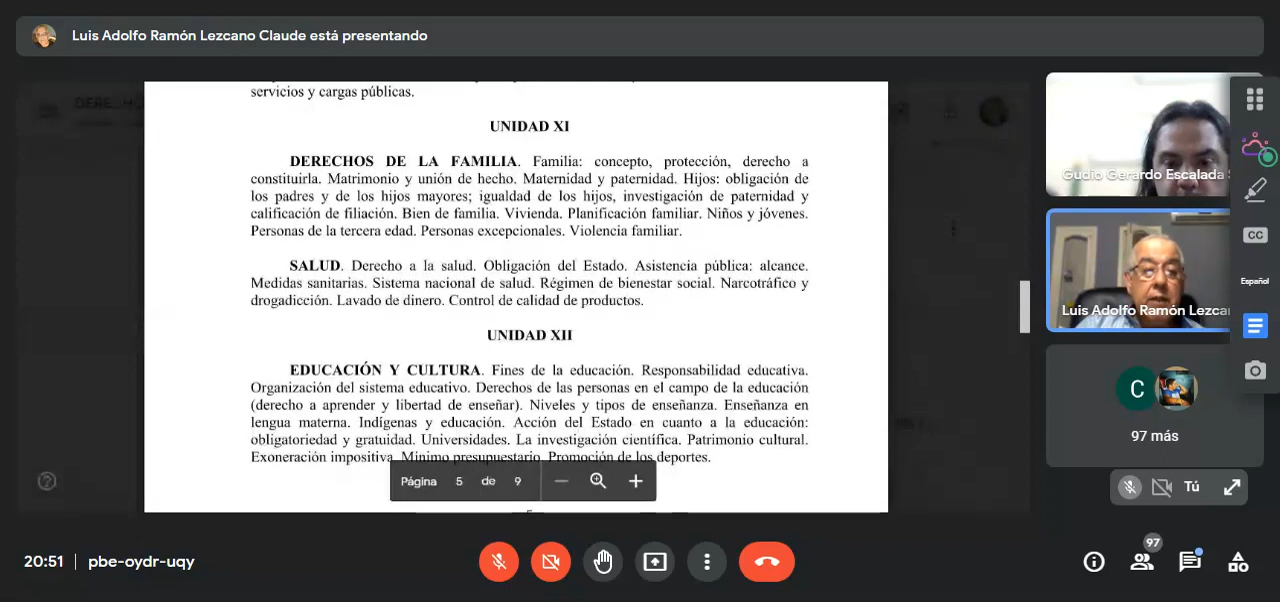 Luis Adolfo Ramón Lezcano Claude está presentando
servicios y cargas públicas.
UNIDAD XI
DERECHOS DE LA FAMILIA. Familia: concepto, protección, derecho a
constituirla. Matrimonio y unión de hecho. Maternidad y paternidad. Hijos: obligación de
los padres y de los hijos mayores; igualdad de los hijos, investigación de paternidad y
calificación de filiación. Bien de familia. Vivienda. Planificación familiar. Niños y jóvenes.
Personas de la tercera edad. Personas excepcionales. Violencia familiar.
SALUD. Derecho a la salud. Obligación del Estado. Asistencia pública: alcance.
Medidas sanitarias. Sistema nacional de salud. Régimen de bienestar social. Narcotráfico y
drogadicción. Lavado de dinero. Control de calidad de productos.
UNIDAD XII
EDUCACIÓN Y CULTURA. Fines de la educación. Responsabilidad educativa.
Organización del sistema educativo. Derechos de las personas en el campo de la educación
(derecho a aprender y libertad de enseñar). Niveles y tipos de enseñanza. Enseñanza en
lengua materna. Indígenas y educación. Acción del Estado en cuanto a la educación:
obligatoriedad y gratuidad. Universidades. La investigación científica. Patrimonio cultural.
Exoneración impositiva. Mínimo presupuestario. Promoción de los deportes.
Página 5 de 9
Gudio Gerardo Escalada
CC
Español
Luis Adolfo Ramón Lezca
C
97 más
Tú
20:51 | pbe-oydr-uqy
97